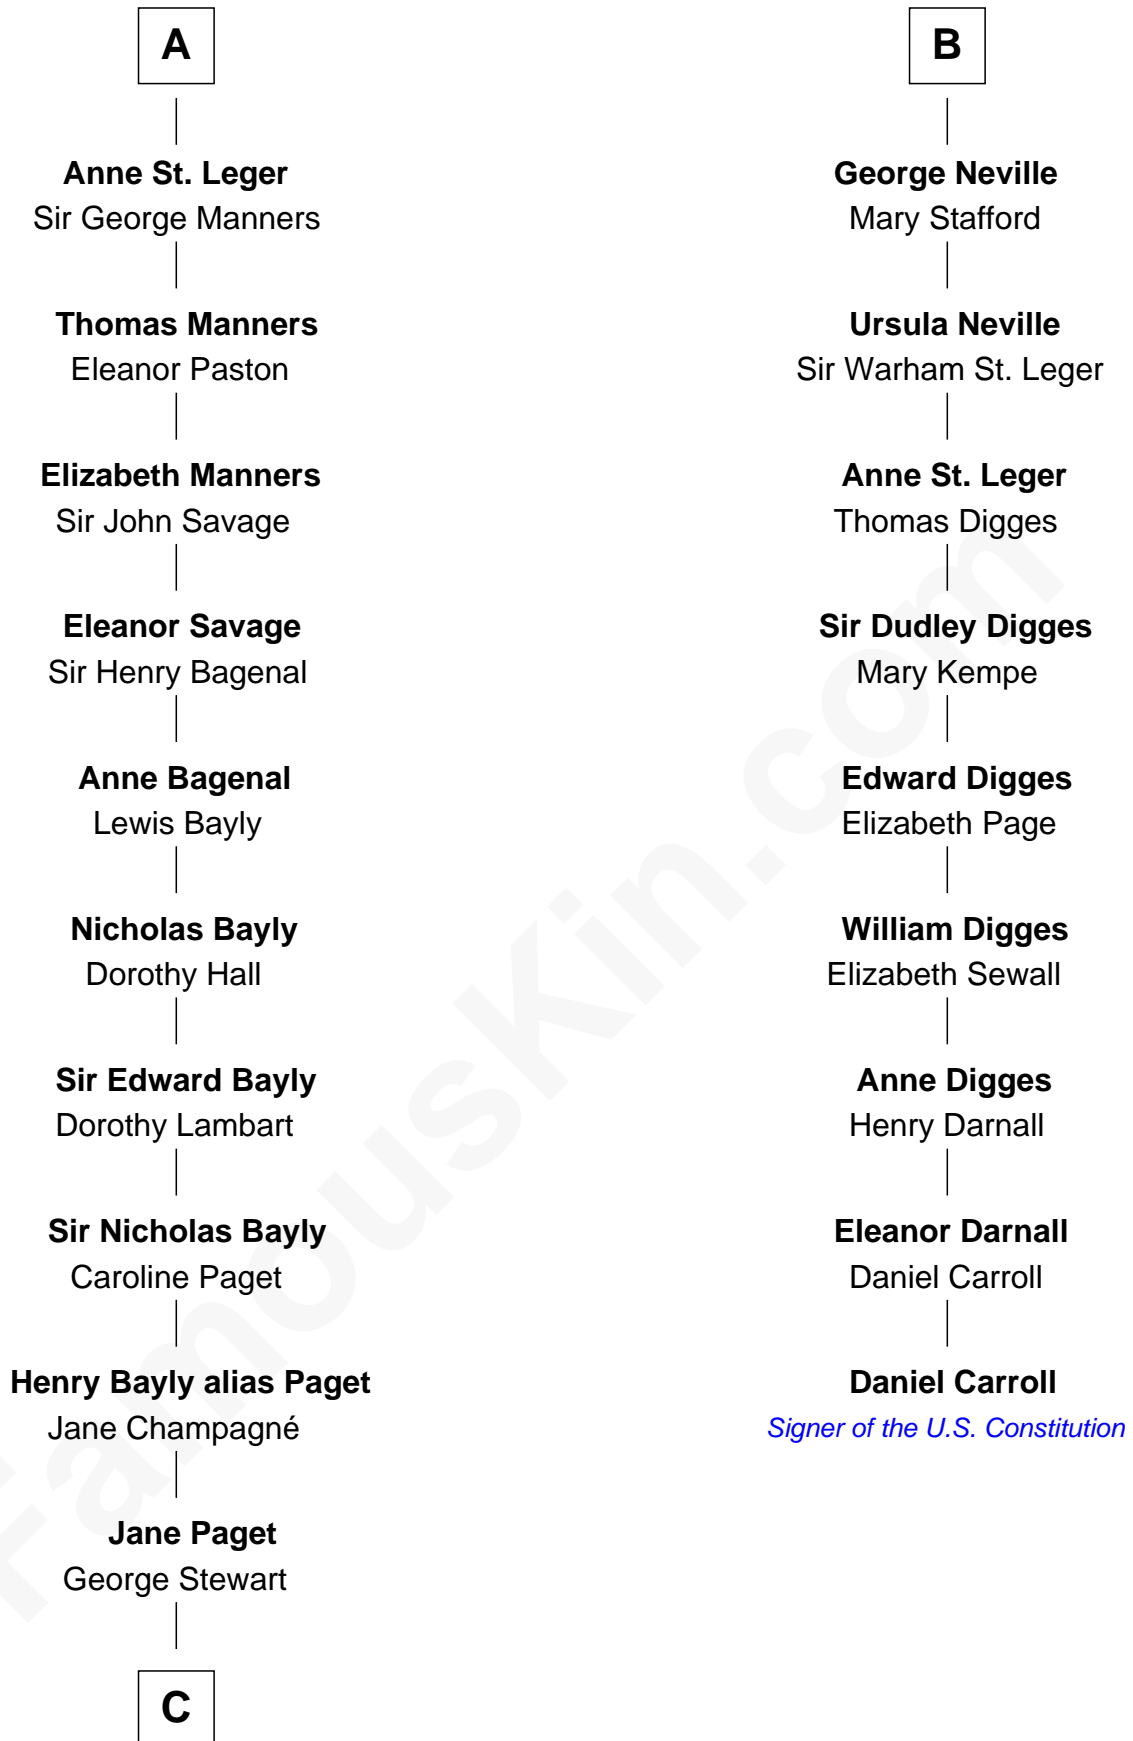 A
Anne St. Leger
Sir George Manners
Thomas Manners
Eleanor Paston
Elizabeth Manners
Sir John Savage
Eleanor Savage
Sir Henry Bagenal
Anne Bagenal
Lewis Bayly
Nicholas Bayly
Dorothy Hall
Sir Edward Bayly
Dorothy Lambart
Sir Nicholas Bayly
Caroline Paget
Henry Bayly alias Paget
Jane Champagné
Jane Paget
George Stewart
C
B
George Neville
Mary Stafford
Ursula Neville
Sir Warham St. Leger
Anne St. Leger
Thomas Digges
Sir Dudley Digges
Mary Kempe
Edward Digges
Elizabeth Page
William Digges
Elizabeth Sewall
Anne Digges
Henry Darnall
Eleanor Darnall
Daniel Carroll
Daniel Carroll
Signer of the U.S. Constitution
FamousKin.com